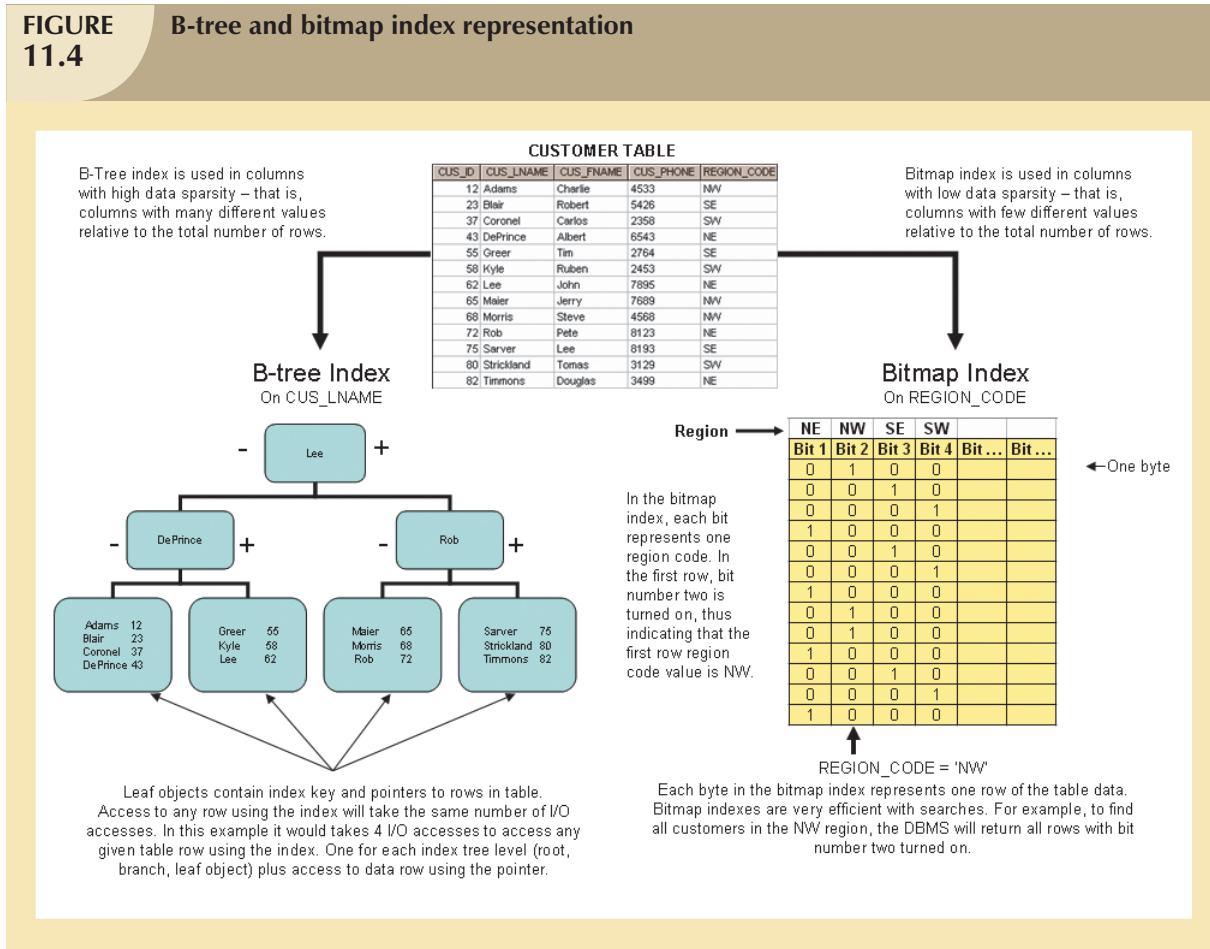 FIGURE
11.4
B-tree and bitmap index representation
B-Tree index is used in columns
with high data sparsity – that is,
columns with many different values
relative to the total number of rows.
CUSTOMER TABLE
CUS_ID CUS_LNAME CUS_FNAME CUS_PHONE REGION_CODE
12 Adams Charlie 4533 NW
23 Blair Robert 5426 SE
37 Coronel Carlos 2358 SW
43 DePrince Albert 6543 NE
55 Greer Tim 2764 SE
58 Kyle Ruben 2453 SW
62 Lee John 7895 NE
65 Maier Jerry 7689 NW
68 Morris Steve 4568 NW
72 Rob Pete 8123 NE
75 Sarver Lee 8193 SE
80 Strickland Tomas 3129 SW
82 Timmons Douglas 3499 NE
Bitmap index is used in columns
with low data sparsity – that is,
columns with few different values
relative to the total number of rows.
B-tree Index
On CUS_LNAME
- Lee +
- DePrince +
- Rob +
Adams 12
Blair 23
Coronel 37
DePrince 43
Greer 55
Kyle 58
Lee 62
Maier 65
Morris 68
Rob 72
Sarver 75
Strickland 80
Timmons 82
Leaf objects contain index key and pointers to rows in table.
Access to any row using the index will take the same number of I/O
accesses. In this example it would takes 4 I/O accesses to access any
given table row using the index. One for each index tree level (root,
branch, leaf object) plus access to data row using the pointer.
Bitmap Index
On REGION_CODE
Region
NE NW SE SW
Bit 1 Bit 2 Bit 3 Bit 4 Bit ... Bit ...
0 1 0 0
0 0 1 0
0 0 0 1
1 0 0 0
0 0 1 0
0 0 0 1
1 0 0 0
0 1 0 0
0 1 0 0
1 0 0 0
0 0 1 0
0 0 0 1
1 0 0 0
One byte
In the bitmap
index, each bit
represents one
region code. In
the first row, bit
number two is
turned on, thus
indicating that the
first row region
code value is NW.
REGION_CODE = 'NW'
Each byte in the bitmap index represents one row of the table data.
Bitmap indexes are very efficient with searches. For example, to find
all customers in the NW region, the DBMS will return all rows with bit
number two turned on.